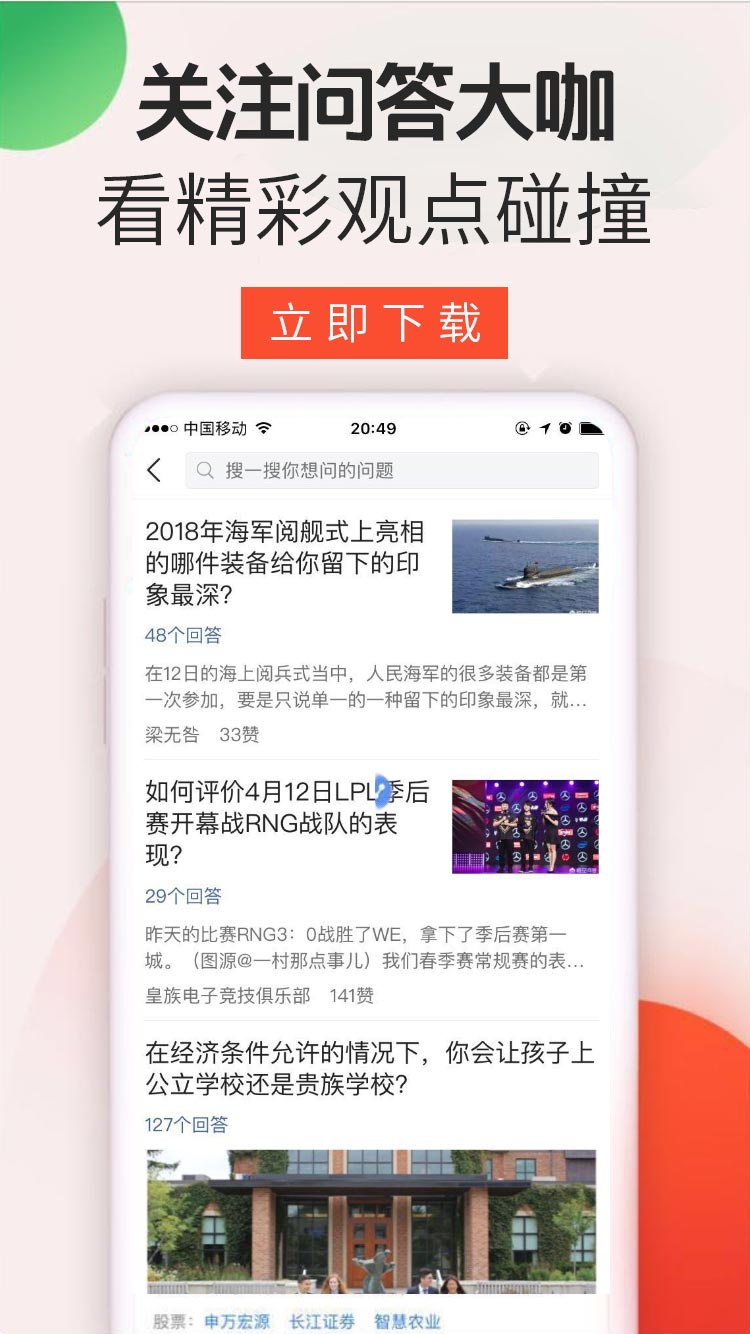 关注问答大咖
看精彩观点碰撞
立即下载
中国移动 20:49
搜一搜你想问的问题
2018年海军阅舰式上亮相
的哪件装备给你留下的印
象最深?
48个回答
在12日的海上阅兵式当中，人民海军的很多装备都是第
一次参加，要是只说单一的一种留下的印象最深，就...
梁无咎 33赞
如何评价4月12日LPL季后
赛开幕战RNG战队的表
现?
29个回答
昨天的比赛RNG3：0战胜了WE，拿下了季后赛第一
城。（图源@一村那点事儿）我们春季赛常规赛的表...
皇族电子竞技俱乐部 141赞
在经济条件允许的情况下，你会让孩子上
公立学校还是贵族学校?
127个回答
股票： 申万宏源 长江证券 智慧农业